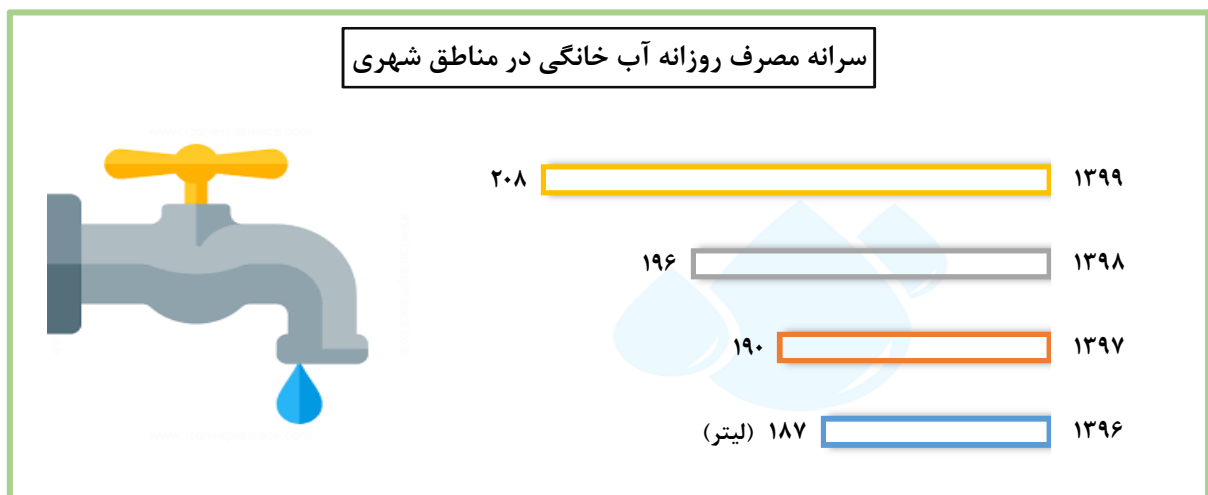 سرانه مصرف روزانه آب خانگی در مناطق شهری
۱۳۹۹ ۲۰۸
۱۳۹۸ ۱۹۶
۱۳۹۷ ۱۹۰
۱۳۹۶ ۱۸۷ (لیتر)